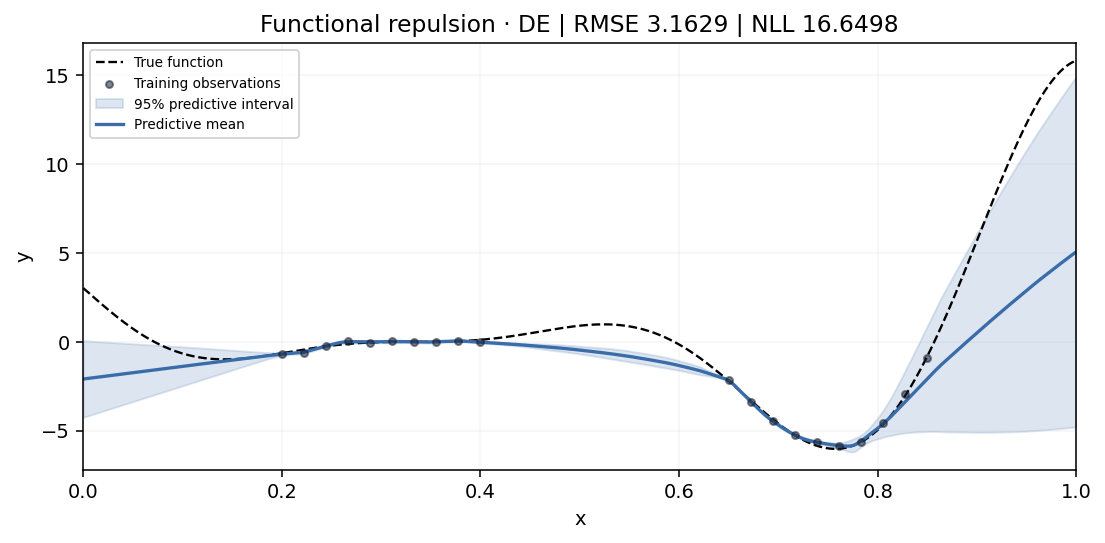 Functional repulsion · DE | RMSE 3.1629 | NLL 16.6498
True function
Training observations
95% predictive interval
Predictive mean
15
10
5
0
−5
y
0.0 0.2 0.4 0.6 0.8 1.0
x